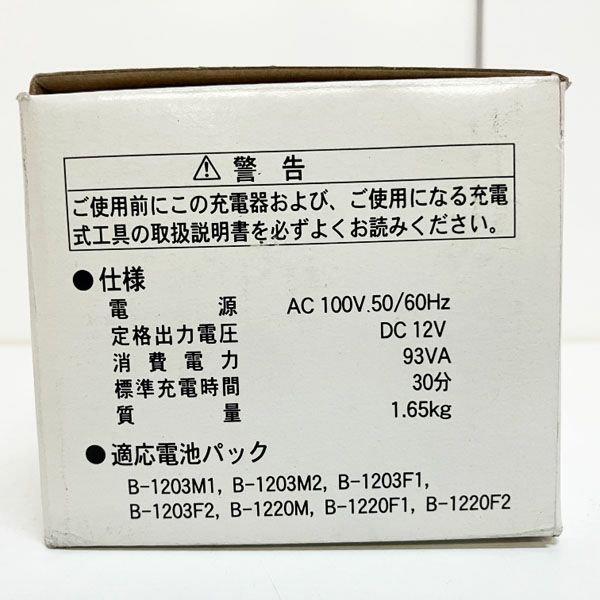 ⚠ 警告
ご使用前にこの充電器および、ご使用になる充電
式工具の取扱説明書を必ずよくお読みください。
●仕様
電源 AC 100V.50/60Hz
定格出力電圧 DC 12V
消費電力 93VA
標準充電時間 30分
質量 1.65kg
●適応電池パック
B-1203M1, B-1203M2, B-1203F1,
B-1203F2, B-1220M, B-1220F1, B-1220F2